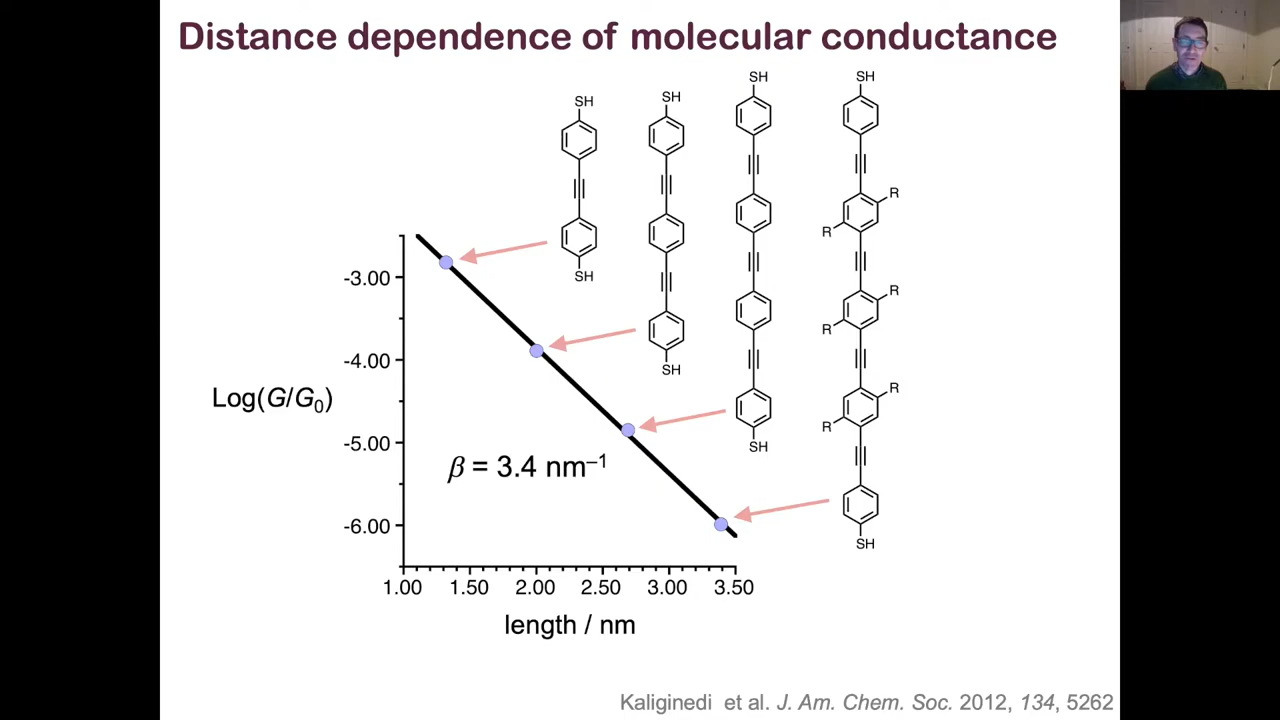 Distance dependence of molecular conductance
SH
SH
SH
SH
SH
SH
SH
R
R
R
R
R
R
SH
-3.00
-4.00
-5.00
-6.00
Log(G/G₀)
β = 3.4 nm⁻¹
1.00 1.50 2.00 2.50 3.00 3.50
length / nm
Kaliginedi et al. J. Am. Chem. Soc. 2012, 134, 5262